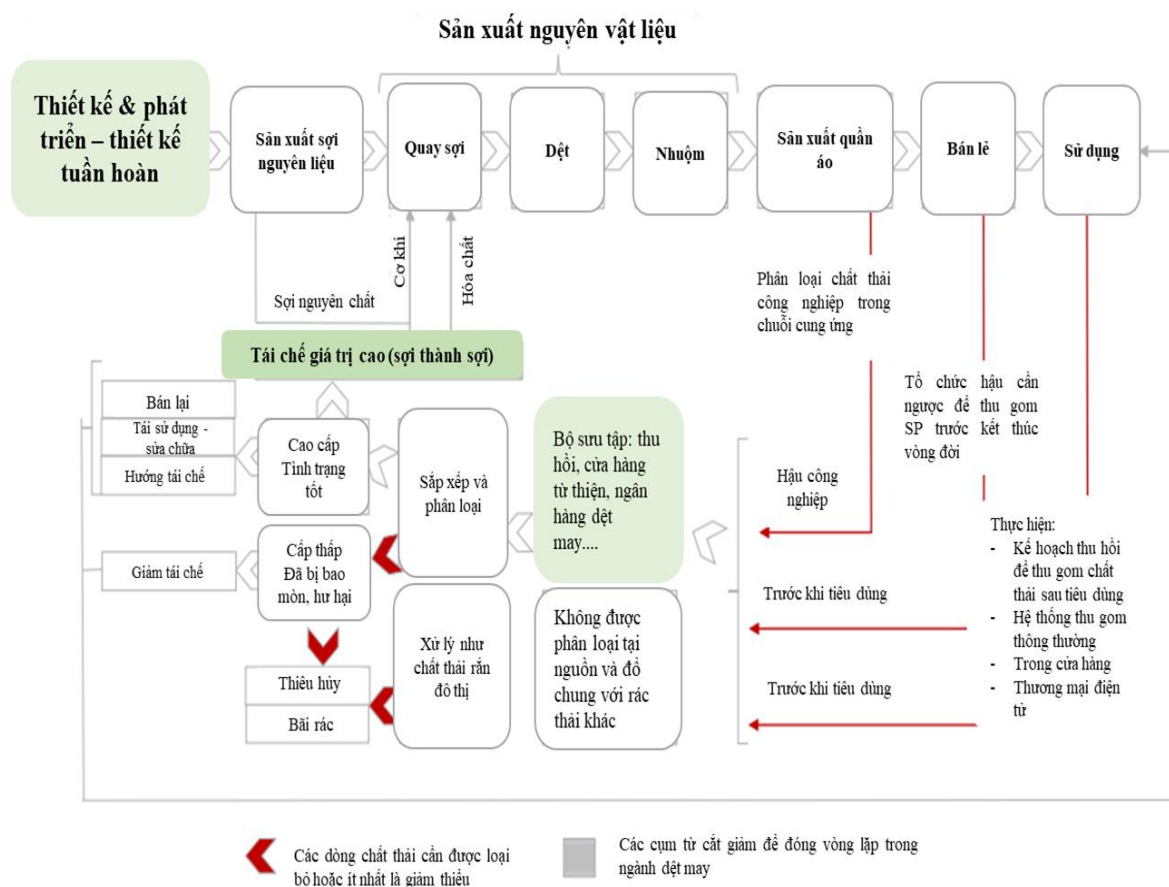 Sản xuất nguyên vật liệu
Thiết kế & phát
triển – thiết kế
tuần hoàn
Sản xuất sợi
nguyên liệu
Quay sợi
Dệt
Nhuộm
Sản xuất quần
áo
Bán lẻ
Sử dụng
Cơ khí
Hóa chất
Sợi nguyên chất
Phân loại chất thải
công nghiệp trong
chuỗi cung ứng
Tái chế giá trị cao (sợi thành sợi)
Tổ chức hậu cần
ngược để thu gom
SP trước kết thúc
vòng đời
Bán lại
Tái sử dụng -
sửa chữa
Hướng tái chế
Cao cấp
Tình trạng
tốt
Sắp xếp và
phân loại
Bộ sưu tập: thu
hồi, cửa hàng
từ thiện, ngân
hàng dệt
may....
Hậu công
nghiệp
Thực hiện:
- Kế hoạch thu hồi
để thu gom chất
thải sau tiêu dùng
- Hệ thống thu gom
thông thường
- Trong cửa hàng
- Thương mại điện
tử
Giảm tái chế
Cấp thấp
Đã bị bao
mòn, hư hại
Trước khi tiêu dùng
Không được
phân loại tại
nguồn và đổ
chung với rác
thải khác
Xử lý như
chất thải rắn
đô thị
Thiêu hủy
Bãi rác
Trước khi tiêu dùng
Các dòng chất thải cần được loại
bỏ hoặc ít nhất là giảm thiểu
Các cụm từ cắt giảm để đóng vòng lặp trong
ngành dệt may